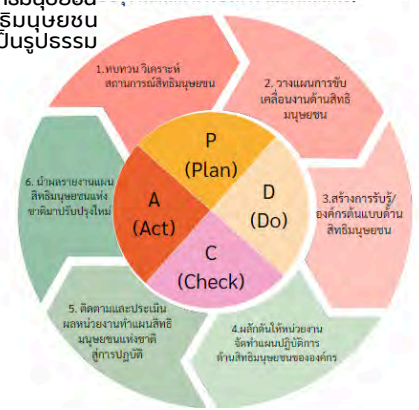 ธิมนุษยชน
เป็นรูปธรรม
1.ทบทวน วิเคราะห์
สถานการณ์สิทธิมนุษยชน
2. วางแผนการขับ
เคลื่อนงานด้านสิทธิ
มนุษยชน
3.สร้างการรับรู้/
องค์กรต้นแบบด้าน
สิทธิมนุษยชน
4.ผลักดันให้หน่วยงาน
จัดทำแผนปฏิบัติการ
ด้านสิทธิมนุษยชนขององค์กร
5. ติดตามและประเมิน
ผลหน่วยงานทำแผนสิทธิ
มนุษยชนแห่งชาติ
สู่การปฏิบัติ
6. นำผลรายงานแผน
สิทธิมนุษยชนแห่ง
ชาติมาปรับปรุงใหม่
P
(Plan)
D
(Do)
C
(Check)
A
(Act)